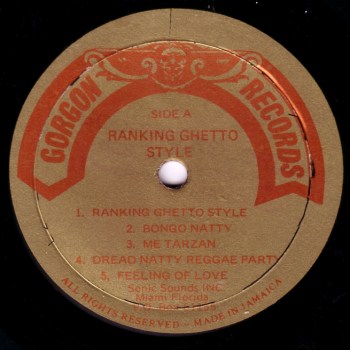 GORGON RECORDS
SIDE A
RANKING GHETTO
STYLE
1. RANKING GHETTO STYLE
2. BONGO NATTY
3. ME TARZAN
4. DREAD NATTY REGGAE PARTY
5. FEELING OF LOVE
Sonic Sounds INC.
Miami Florida
ALL RIGHTS RESERVED - MADE IN JAMAICA